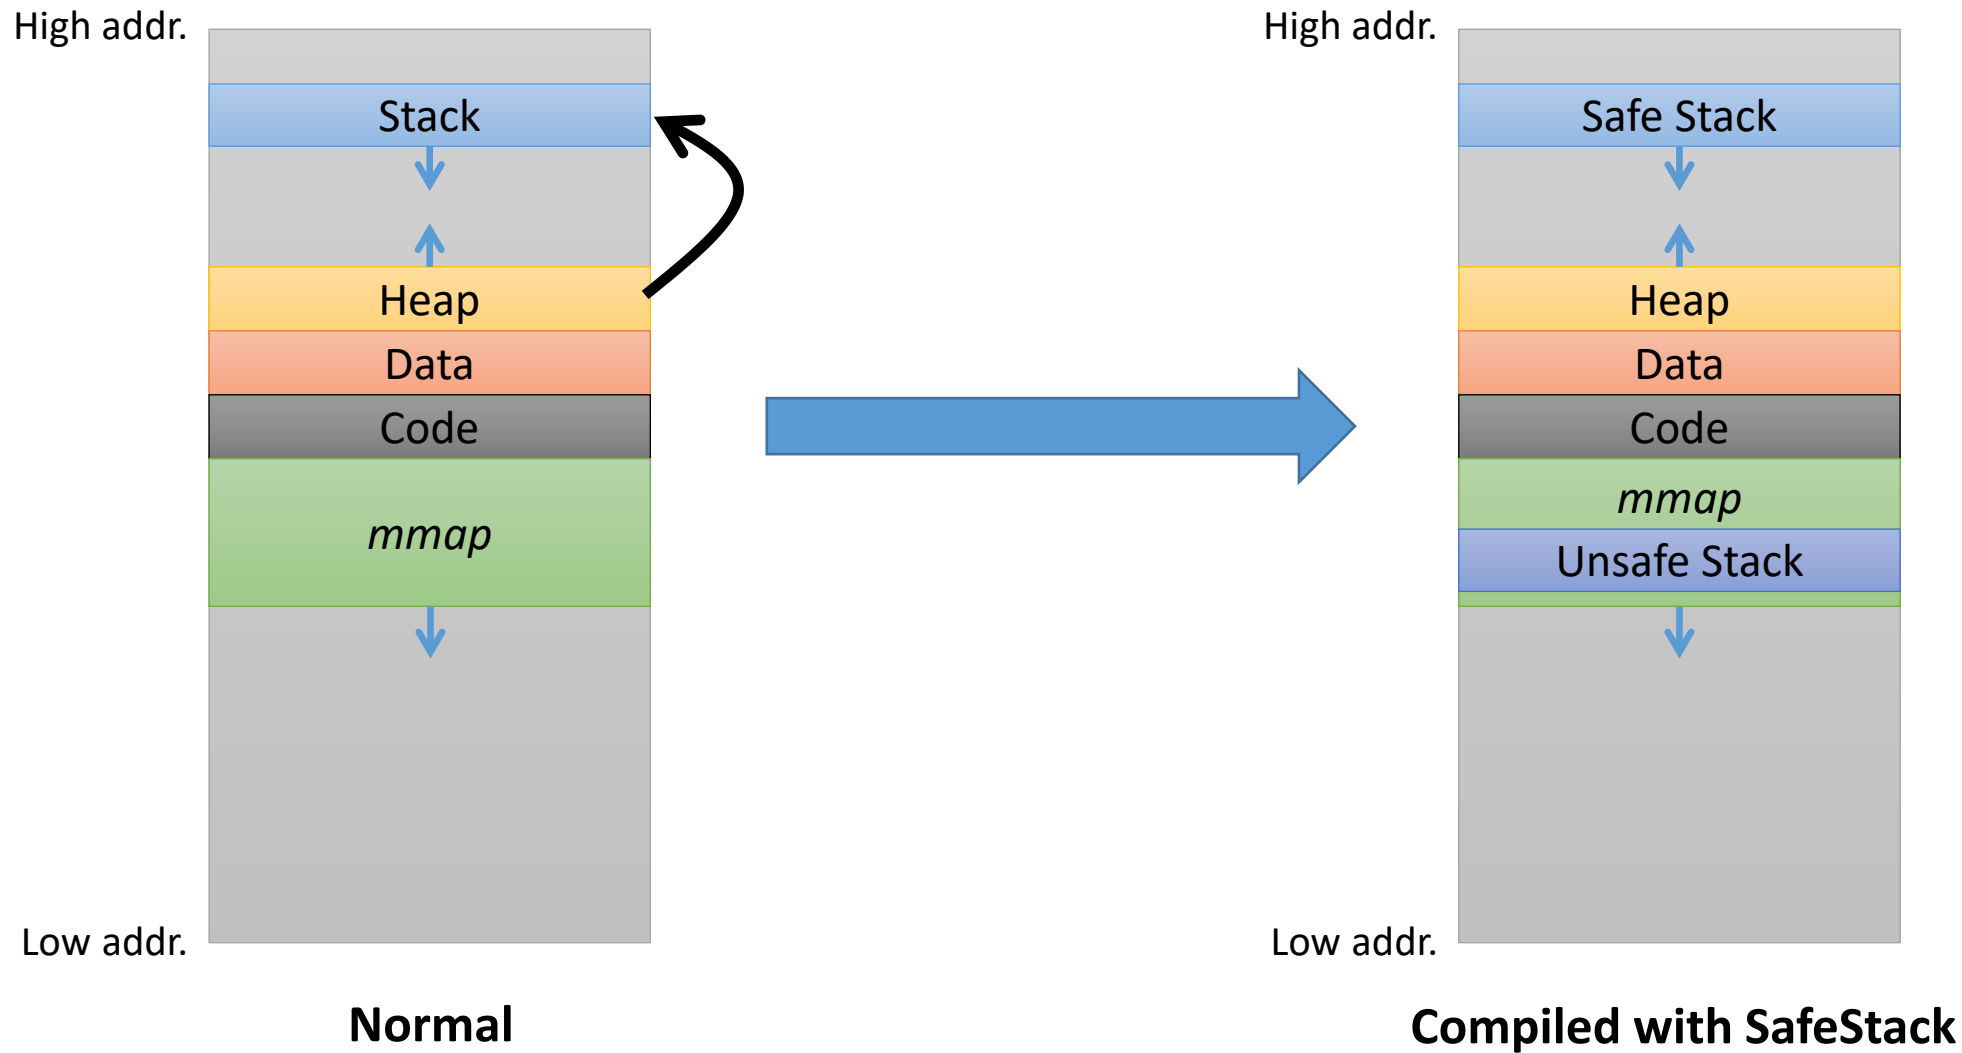 High addr.
Stack
Heap
Data
Code
mmap
Low addr.
Normal
High addr.
Safe Stack
Heap
Data
Code
mmap
Unsafe Stack
Low addr.
Compiled with SafeStack